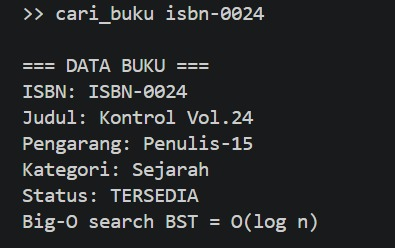 >> cari_buku isbn-0024
=== DATA BUKU ===
ISBN: ISBN-0024
Judul: Kontrol Vol.24
Pengarang: Penulis-15
Kategori: Sejarah
Status: TERSEDIA
Big-O search BST = O(log n)